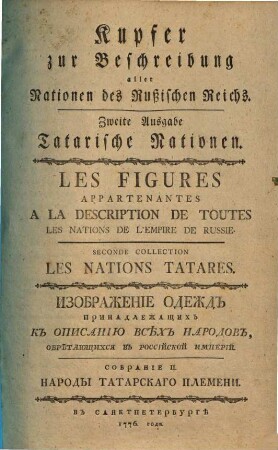 Kupfer
zur Beschreibung
aller
Nationen des Rußischen Reichs.
Zweite Ausgabe
Tatarische Nationen.
LES FIGURES
APPARTENANTES
A LA DESCRIPTION DE TOUTES
LES NATIONS DE L'EMPIRE DE RUSSIE.
SECONDE COLLECTION
LES NATIONS TATARES.
ИЗОБРАЖЕНІЕ ОДЕЖДЪ
ПРИНАДЛЕЖАЩИХЪ
КЪ ОПИСАНІЮ ВСѢХЪ НАРОДОВЪ,
ОБРѢТАЮЩИХСЯ ВЪ РОССІЙСКОЙ ИМПЕРІИ.
СОБРАНІЕ II.
НАРОДЫ ТАТАРСКАГО ПЛЕМЕНИ.
ВЪ САНКТПЕТЕРБУРГѢ
1776 года.